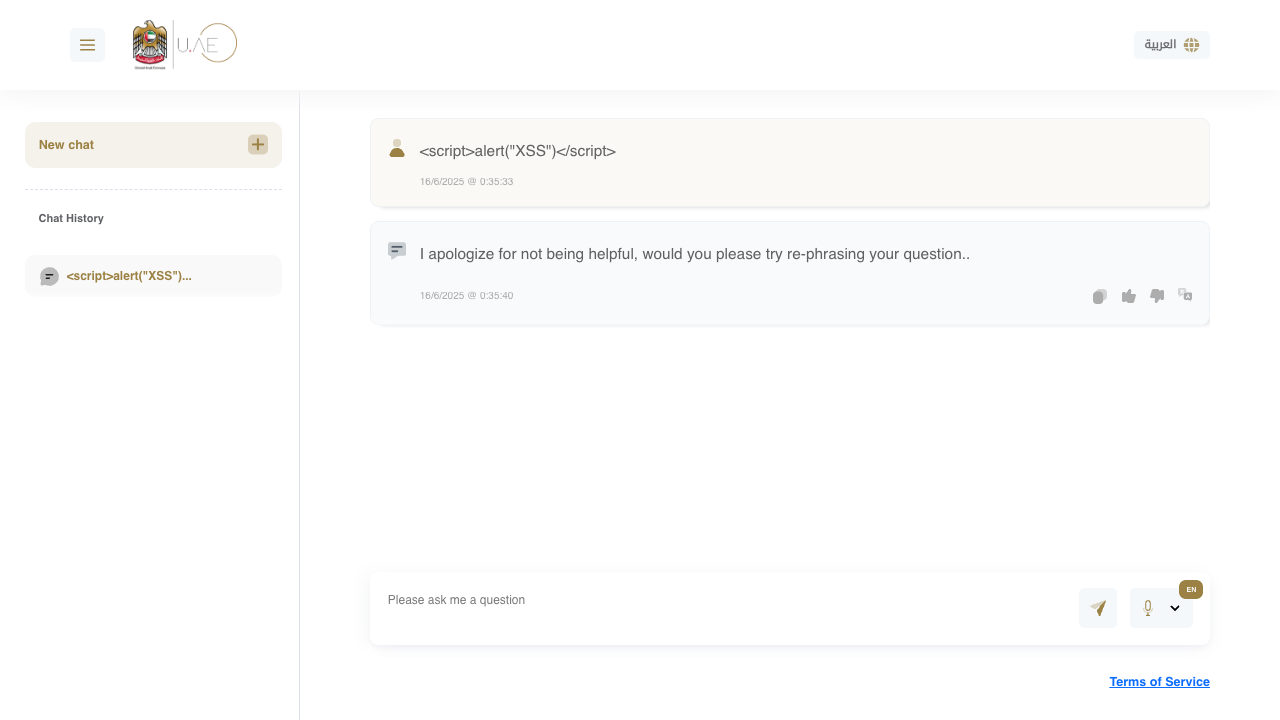 U.AE
العربية
New chat
Chat History
<script>alert("XSS")...
<script>alert("XSS")</script>
16/6/2025 @ 0:35:33
I apologize for not being helpful, would you please try re-phrasing your question..
16/6/2025 @ 0:35:40
Please ask me a question
EN
Terms of Service